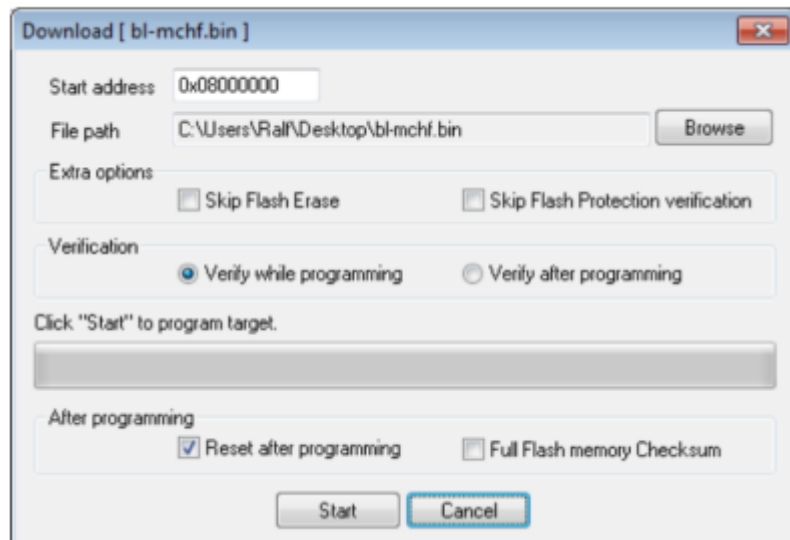 Download [ bl-mchf.bin ]
Start address 0x08000000
File path C:\Users\Ralf\Desktop\bl-mchf.bin Browse
Extra options
Skip Flash Erase Skip Flash Protection verification
Verification
Verify while programming Verify after programming
Click "Start" to program target.
After programming
Reset after programming Full Flash memory Checksum
Start Cancel